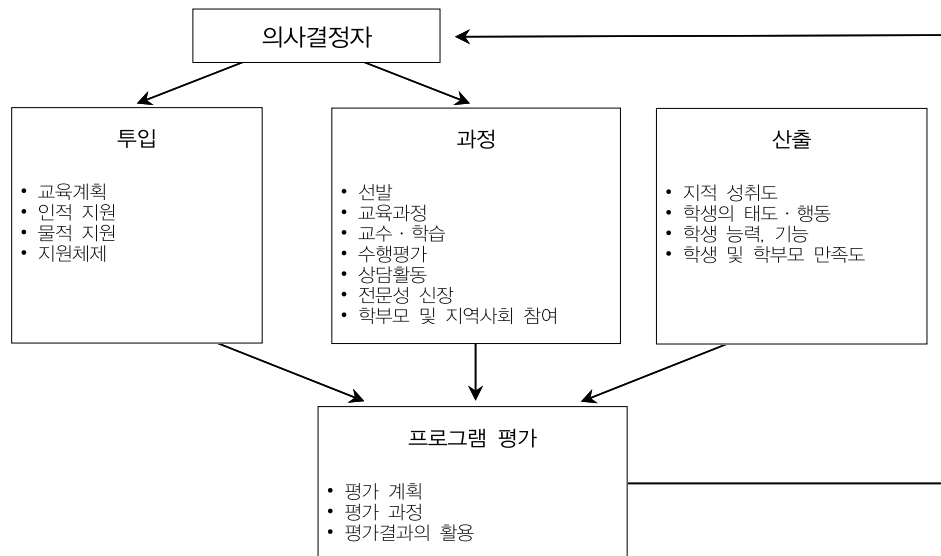 의사결정자
투입
• 교육계획
• 인적 지원
• 물적 지원
• 지원체제
과정
• 선발
• 교육과정
• 교수 · 학습
• 수행평가
• 상담활동
• 전문성 신장
• 학부모 및 지역사회 참여
산출
• 지적 성취도
• 학생의 태도 · 행동
• 학생 능력, 기능
• 학생 및 학부모 만족도
프로그램 평가
• 평가 계획
• 평가 과정
• 평가결과의 활용